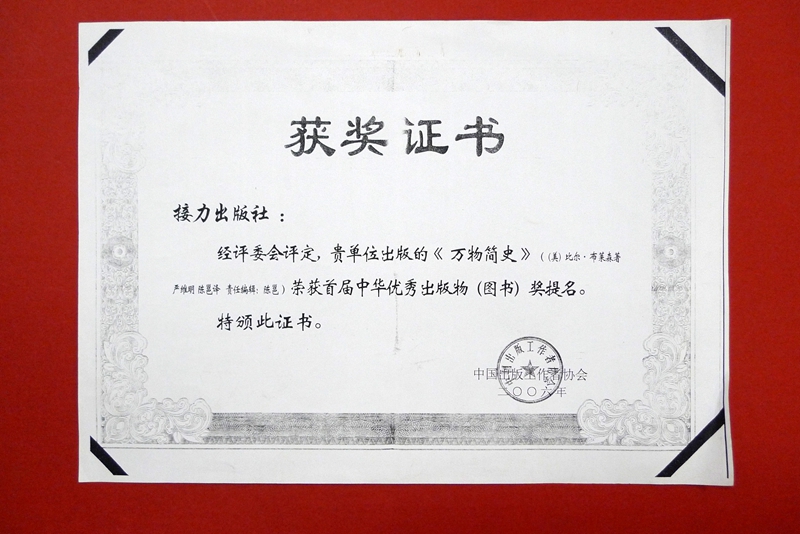 获奖证书
接力出版社：
经评委会评定，贵单位出版的《万物简史》（（美）比尔·布莱森著
严维明 陈邕译 责任编辑：陈邕）荣获首届中华优秀出版物（图书）奖提名。
特颁此证书。
中国出版工作者协会
二〇〇六年